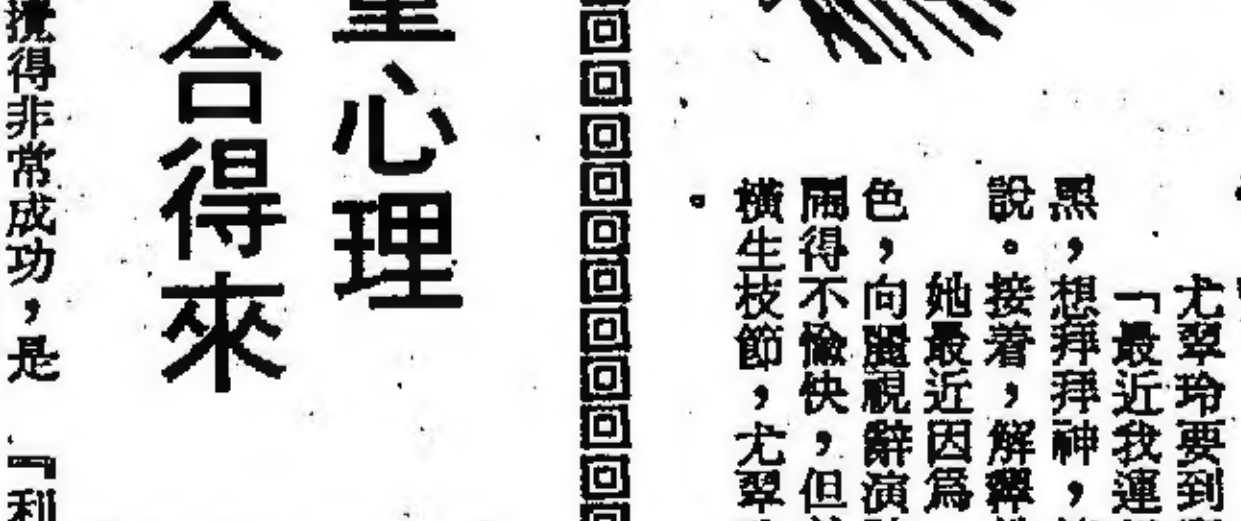 尤翠玲要到
「最近我運
黑，想拜拜神，
說。接着，解釋
她最近因爲
色，向麗視辭演
鬧得不愉快，但
橫生枝節，尤翠
。
心理
合得來
攪得非常成功，是『利